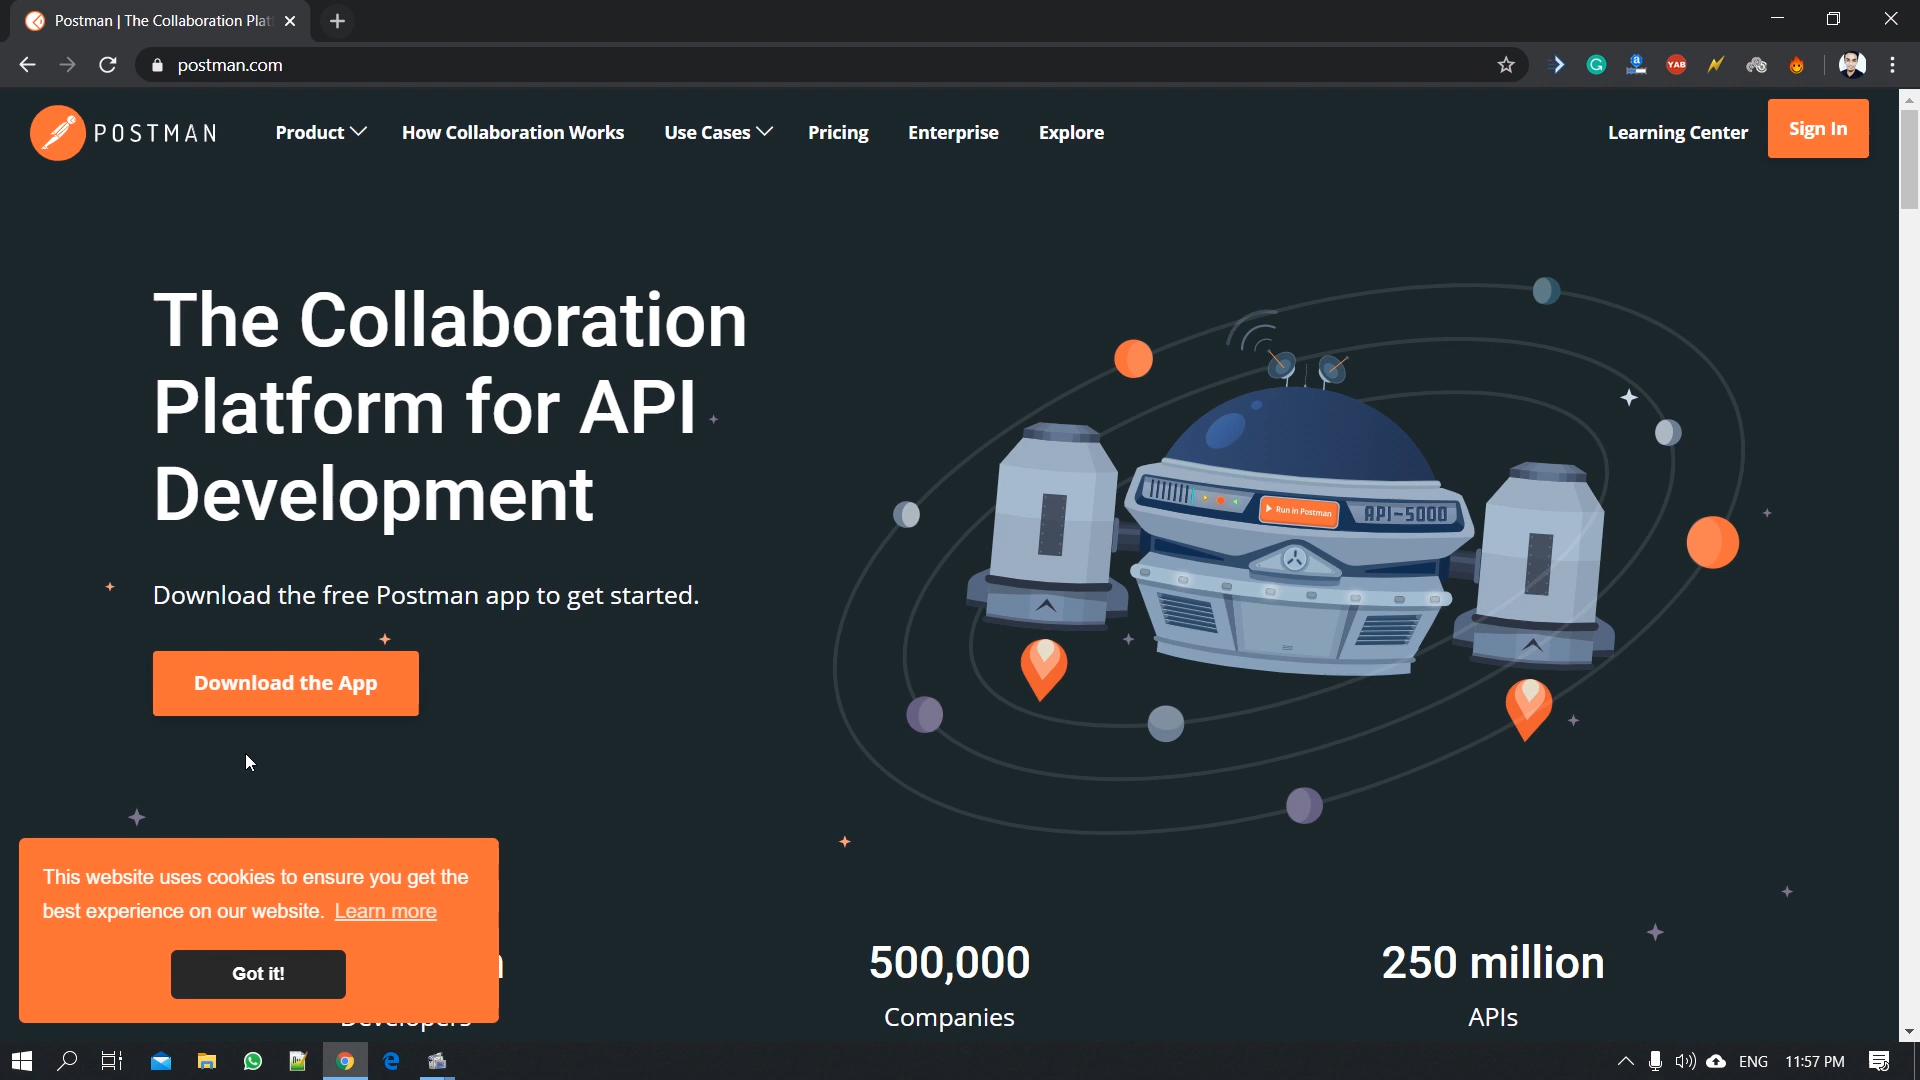 Postman | The Collaboration Plat
postman.com
YAB
POSTMAN
Product
How Collaboration Works
Use Cases
Pricing
Enterprise
Explore
Learning Center
Sign In
The Collaboration
Platform for API
Development
Download the free Postman app to get started.
Download the App
Run in Postman
API-5000
This website uses cookies to ensure you get the
best experience on our website. Learn more
Got it!
500,000
Companies
250 million
APIs
ENG
11:57 PM